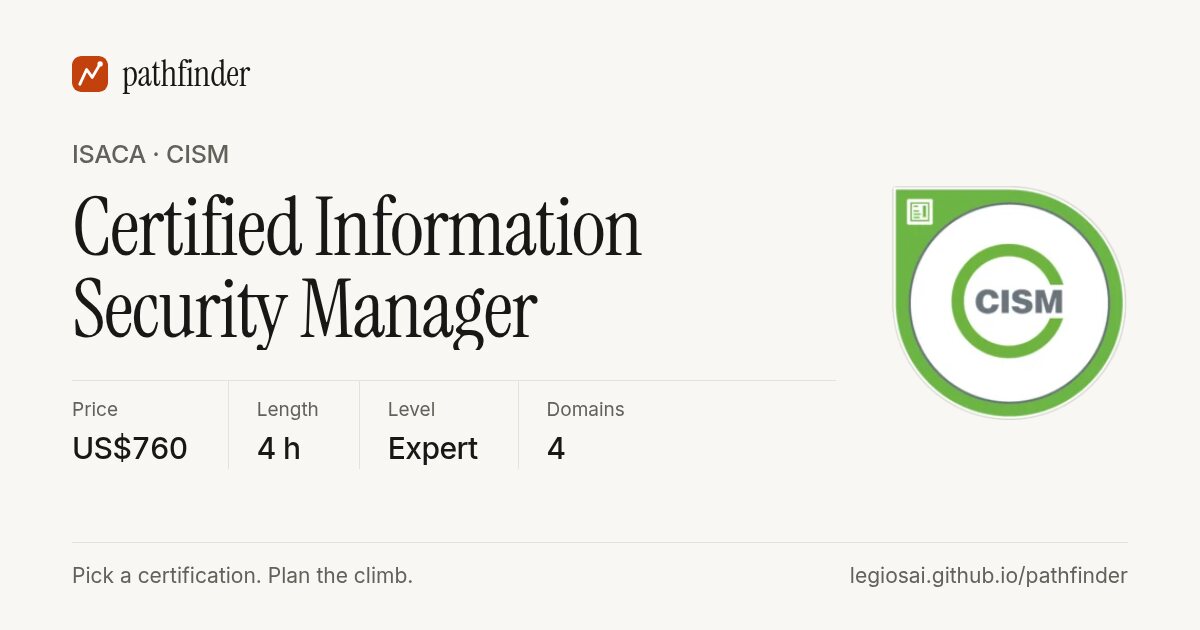 pathfinder
ISACA · CISM
Certified Information
Security Manager
CISM
Price
US$760
Length
4 h
Level
Expert
Domains
4
Pick a certification. Plan the climb.
legiosai.github.io/pathfinder